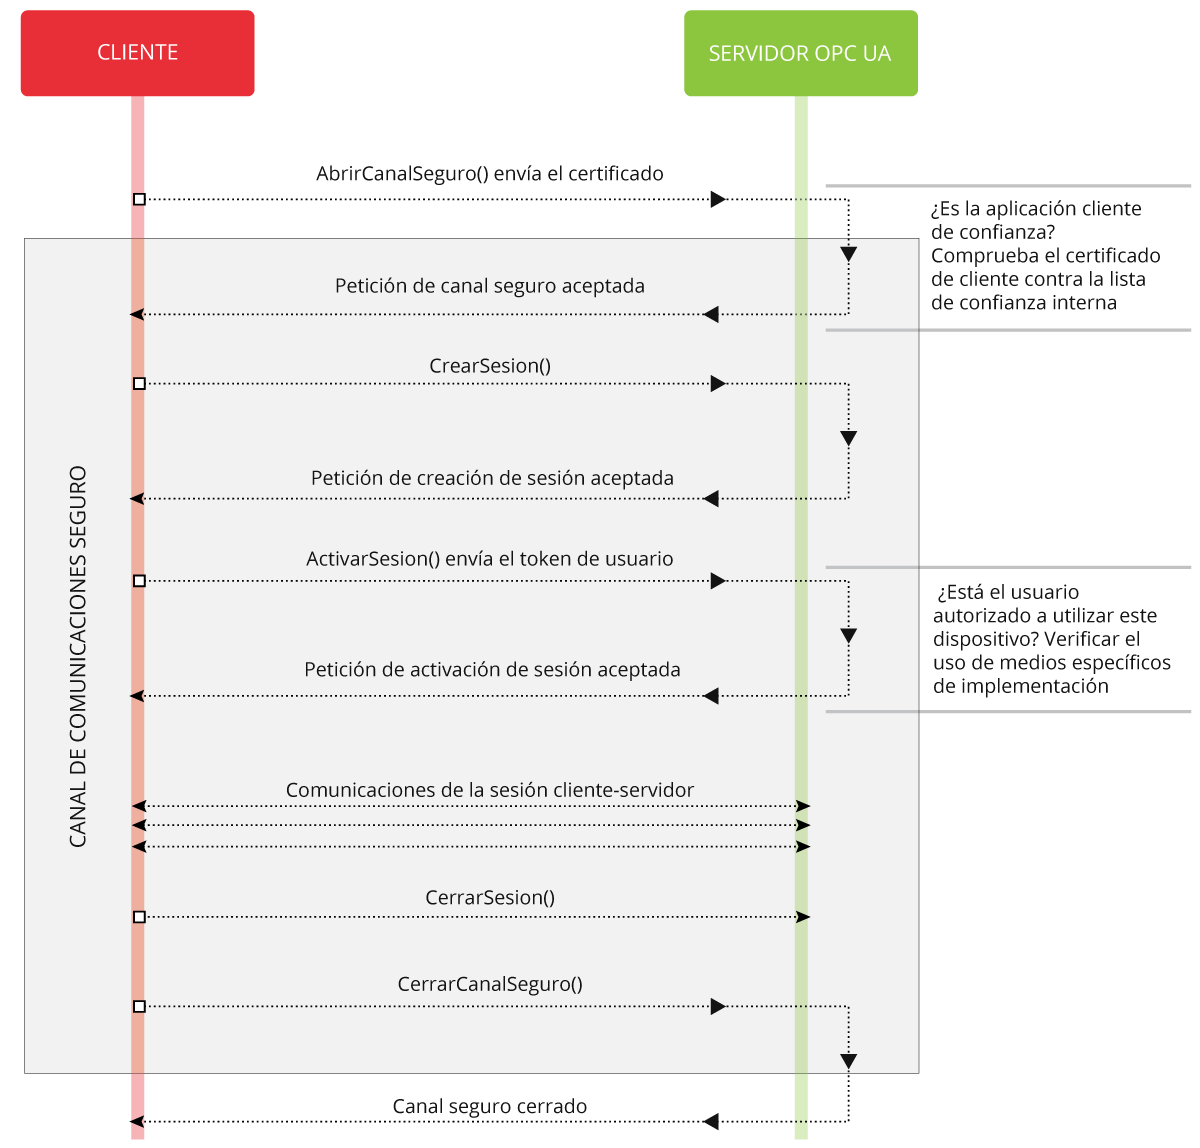 CLIENTE
SERVIDOR OPC UA
AbrirCanalSeguro() envía el certificado
¿Es la aplicación cliente
de confianza?
Comprueba el certificado
de cliente contra la lista
de confianza interna
Petición de canal seguro aceptada
CrearSesion()
Petición de creación de sesión aceptada
CANAL DE COMUNICACIONES SEGURO
ActivarSesion() envía el token de usuario
¿Está el usuario
autorizado a utilizar este
dispositivo? Verificar el
uso de medios específicos
de implementación
Petición de activación de sesión aceptada
Comunicaciones de la sesión cliente-servidor
CerrarSesion()
CerrarCanalSeguro()
Canal seguro cerrado